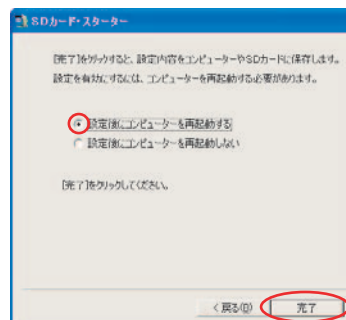 SDカード・スターター
[完了]をクリックすると、設定内容をコンピューターやSDカードに保存します。
設定を有効にするには、コンピューターを再起動する必要があります。
設定後にコンピューターを再起動する
設定後にコンピューターを再起動しない
[完了]をクリックしてください。
< 戻る(B)
完了